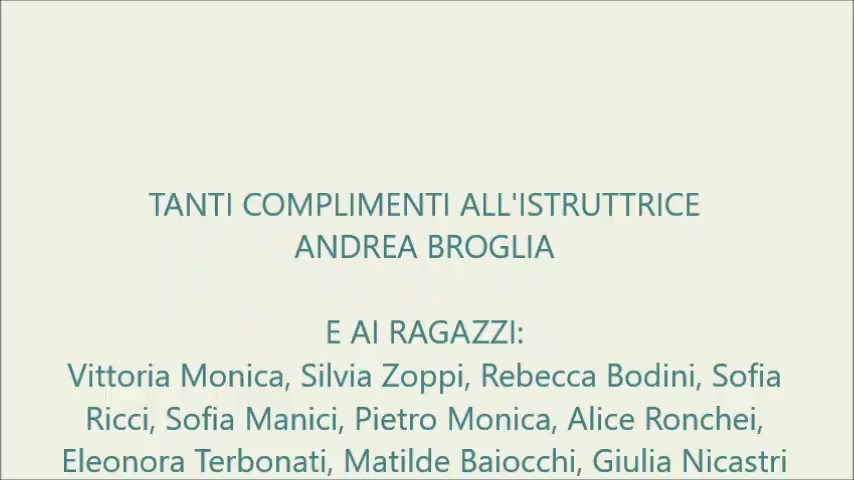 TANTI COMPLIMENTI ALL'ISTRUTTRICE
ANDREA BROGLIA
E AI RAGAZZI:
Vittoria Monica, Silvia Zoppi, Rebecca Bodini, Sofia
Ricci, Sofia Manici, Pietro Monica, Alice Ronchei,
Eleonora Terbonati, Matilde Baiocchi, Giulia Nicastri